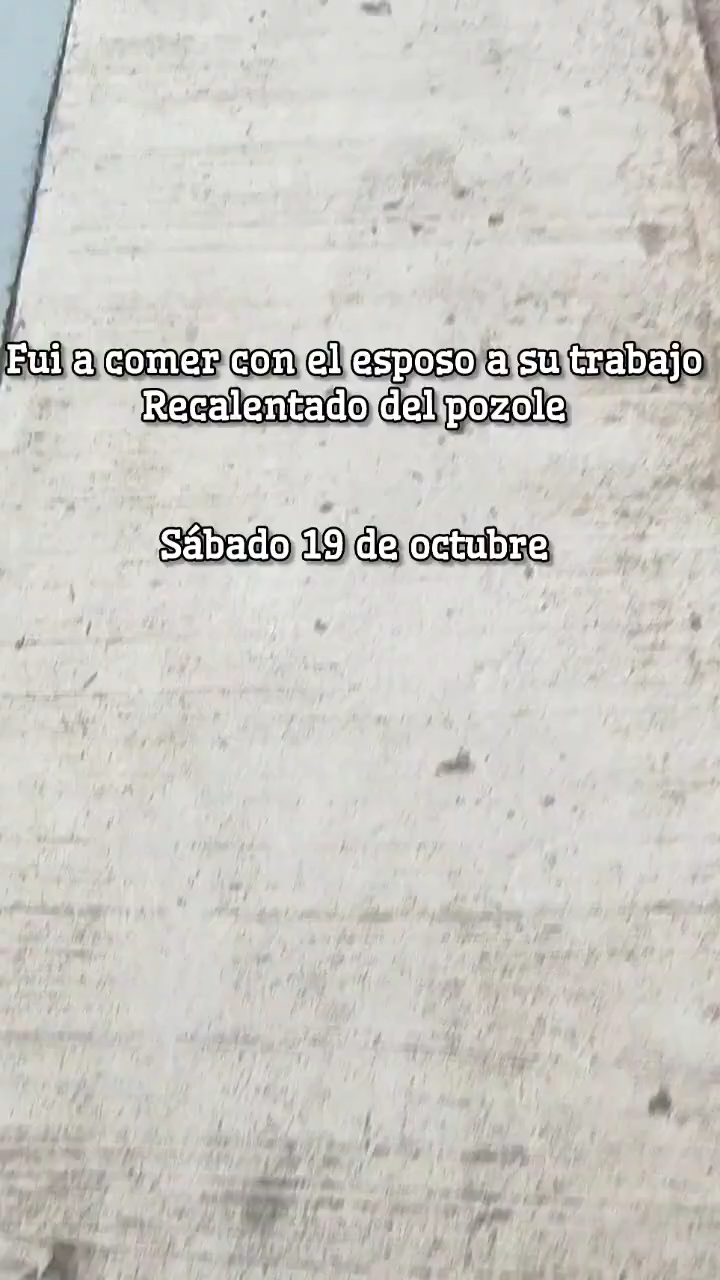 Fui a comer con el esposo a su trabajo
Recalentado del pozole
Sábado 19 de octubre